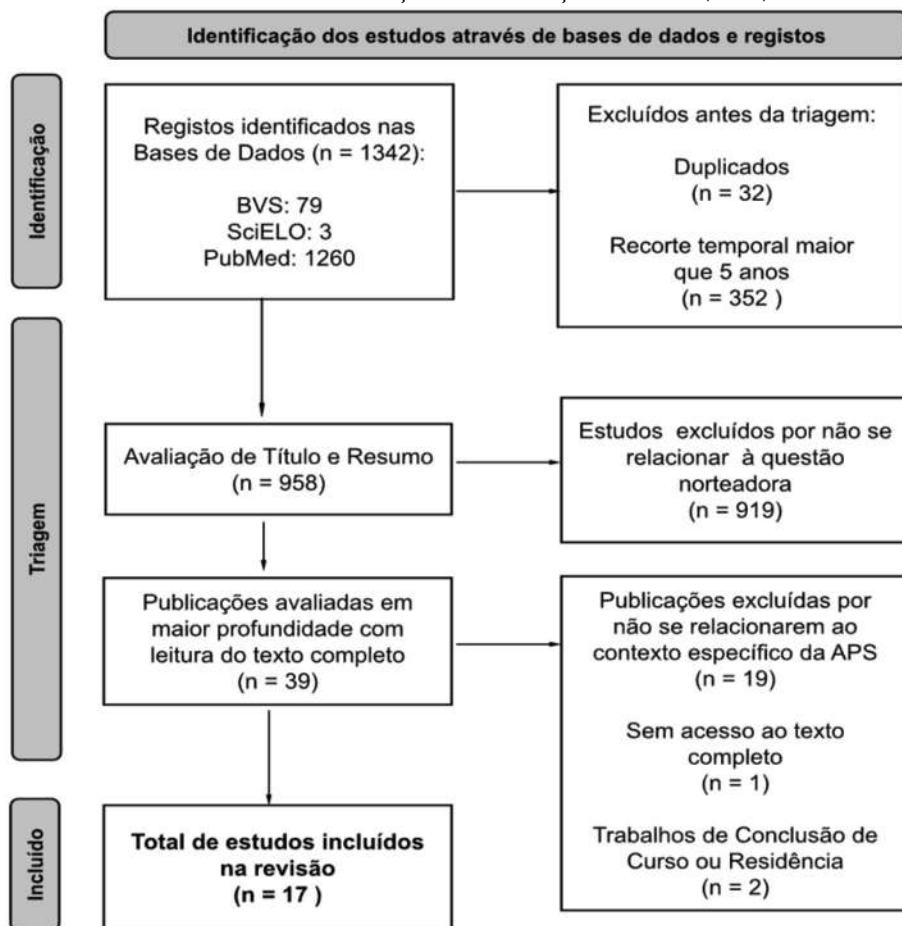 Identificação dos estudos através de bases de dados e registos
Identificação
Registos identificados nas
Bases de Dados (n = 1342):
BVS: 79
SciELO: 3
PubMed: 1260
Excluídos antes da triagem:
Duplicados
(n = 32)
Recorte temporal maior
que 5 anos
(n = 352 )
Triagem
Avaliação de Título e Resumo
(n = 958)
Estudos excluídos por não se
relacionar à questão
norteadora
(n = 919)
Publicações avaliadas em
maior profundidade com
leitura do texto completo
(n = 39)
Publicações excluídas por
não se relacionarem ao
contexto específico da APS
(n = 19)
Sem acesso ao texto
completo
(n = 1)
Trabalhos de Conclusão de
Curso ou Residência
(n = 2)
Incluído
Total de estudos incluídos
na revisão
(n = 17 )